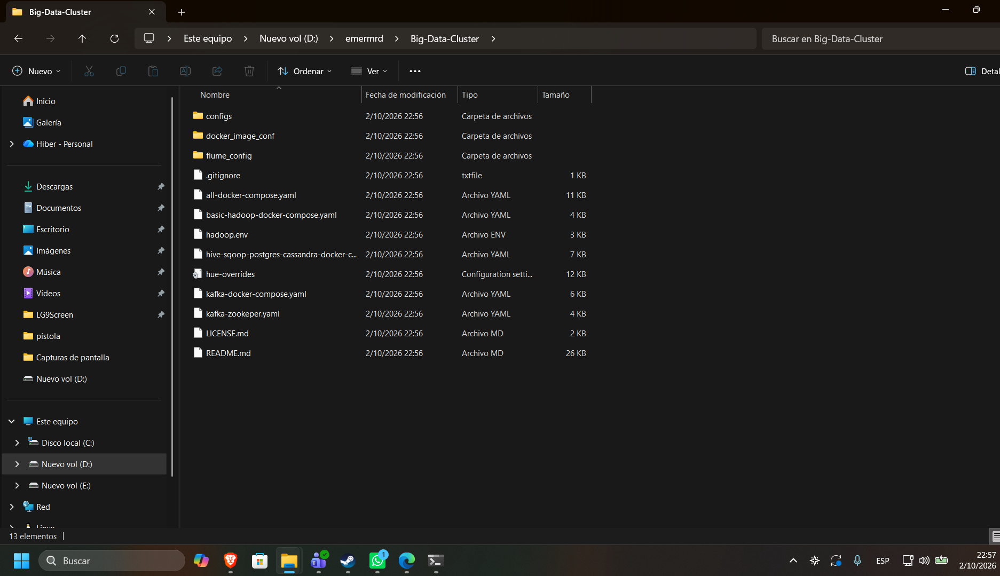 Big-Data-Cluster
Este equipo
Nuevo vol (D:)
emermrd
Big-Data-Cluster
Buscar en Big-Data-Cluster
Nuevo
Ordenar
Ver
Detal
Inicio
Galería
Hiber - Personal
Descargas
Documentos
Escritorio
Imágenes
Música
Videos
LG9Screen
pistola
Capturas de pantalla
Nuevo vol (D:)
Este equipo
Disco local (C:)
Nuevo vol (D:)
Nuevo vol (E:)
Red
Linux
Nombre Fecha de modificación Tipo Tamaño
configs 2/10/2026 22:56 Carpeta de archivos
docker_image_conf 2/10/2026 22:56 Carpeta de archivos
flume_config 2/10/2026 22:56 Carpeta de archivos
.gitignore 2/10/2026 22:56 txtfile 1 KB
all-docker-compose.yaml 2/10/2026 22:56 Archivo YAML 11 KB
basic-hadoop-docker-compose.yaml 2/10/2026 22:56 Archivo YAML 4 KB
hadoop.env 2/10/2026 22:56 Archivo ENV 3 KB
hive-sqoop-postgres-cassandra-docker-c... 2/10/2026 22:56 Archivo YAML 7 KB
hue-overrides 2/10/2026 22:56 Configuration setti... 12 KB
kafka-docker-compose.yaml 2/10/2026 22:56 Archivo YAML 6 KB
kafka-zookeper.yaml 2/10/2026 22:56 Archivo YAML 4 KB
LICENSE.md 2/10/2026 22:56 Archivo MD 2 KB
README.md 2/10/2026 22:56 Archivo MD 26 KB
13 elementos
Buscar
1
ESP
22:57
2/10/2026